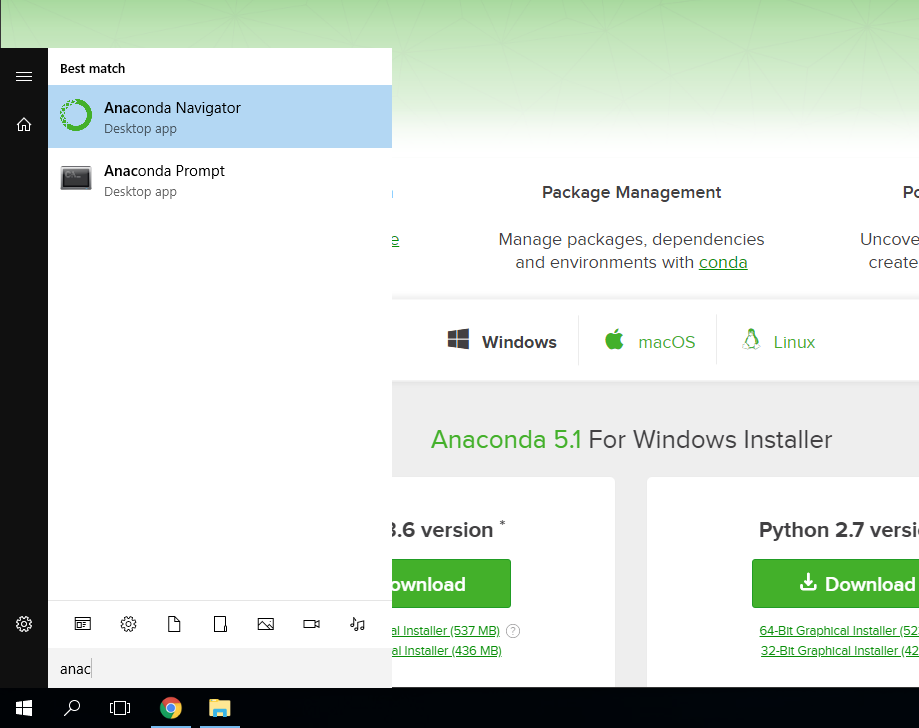 Best match
Anaconda Navigator
Desktop app
Anaconda Prompt
Desktop app
anac
Package Management
Manage packages, dependencies
and environments with conda
Po
Uncove
create
e
Windows
macOS
Linux
Anaconda 5.1 For Windows Installer
3.6 version *
ownload
al Installer (537 MB) ?
al Installer (436 MB)
Python 2.7 versi
Download
64-Bit Graphical Installer (52
32-Bit Graphical Installer (42